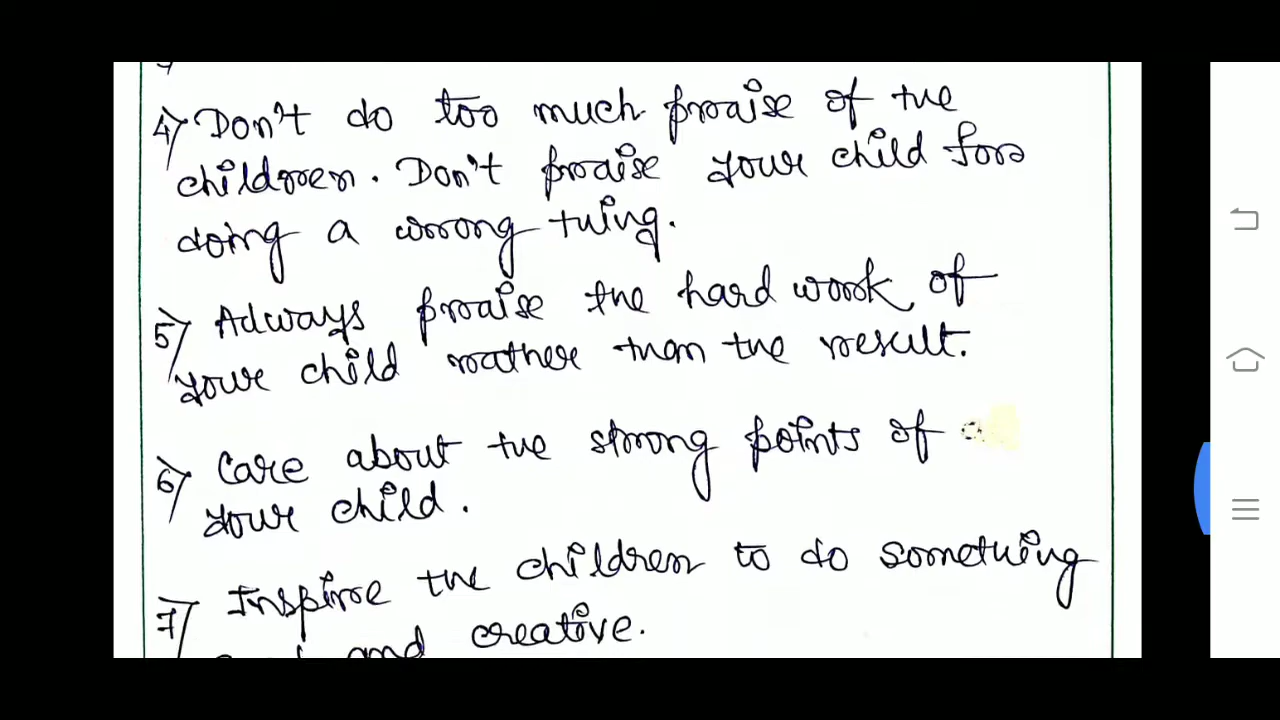 4) Don't do too much praise of the
children. Don't praise your child for
doing a wrong thing.
5) Always praise the hard work of
your child rather than the result.
6) Care about the strong points of
your child.
7) Inspire the children to do something
and creative.